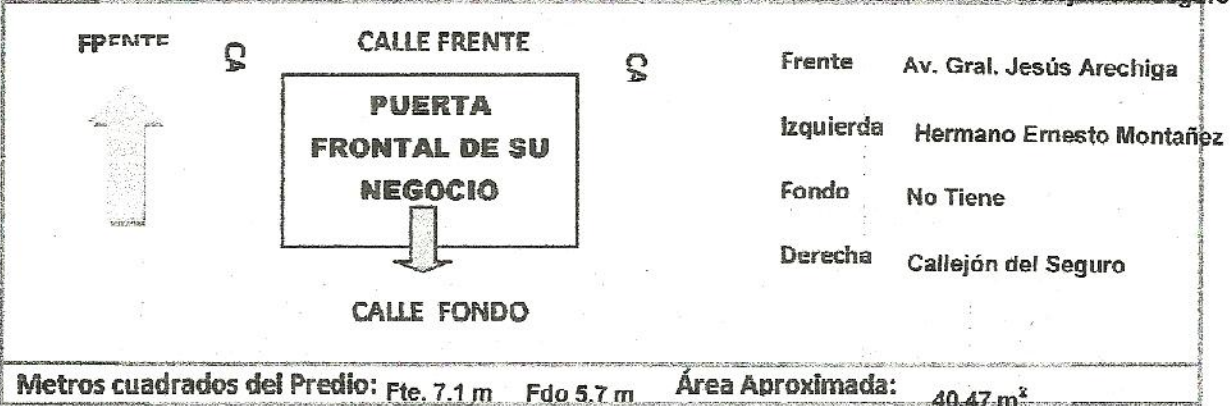 FRENTE
CALLE FRENTE
CA
CA
PUERTA
FRONTAL DE SU
NEGOCIO
CALLE FONDO
Frente Av. Gral. Jesús Arechiga
Izquierda Hermano Ernesto Montañez
Fondo No Tiene
Derecha Callejón del Seguro
Metros cuadrados del Predio: Fte. 7.1 m Fdo 5.7 m Área Aproximada: 40.47 m²